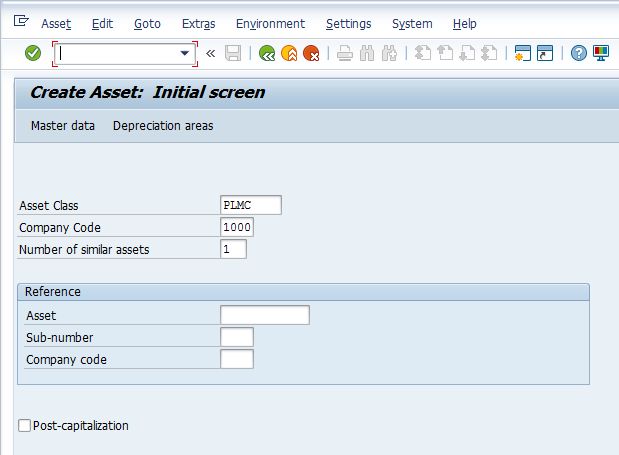 Asset Edit Goto Extras Environment Settings System Help
«
Create Asset: Initial screen
Master data Depreciation areas
Asset Class PLMC
Company Code 1000
Number of similar assets 1
Reference
Asset
Sub-number
Company code
Post-capitalization